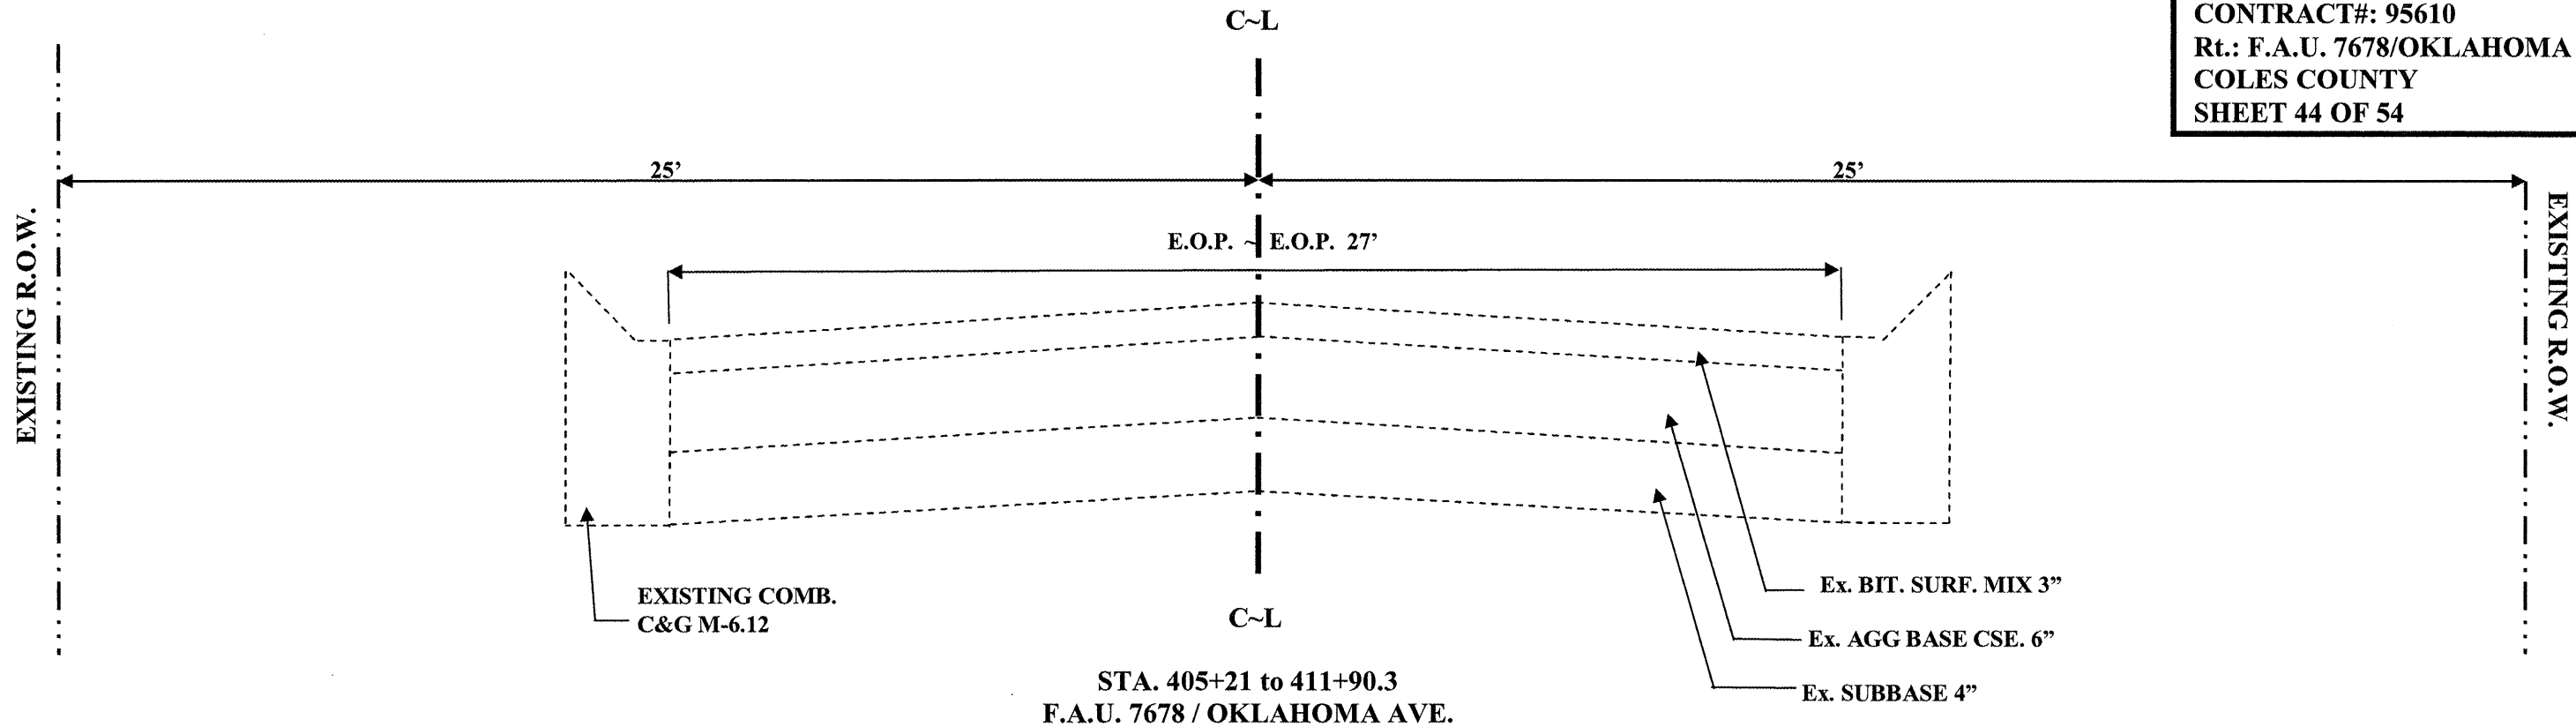 C~L
CONTRACT#: 95610
Rt.: F.A.U. 7678/OKLAHOMA
COLES COUNTY
SHEET 44 OF 54
25’
25’
EXISTING R.O.W.
EXISTING R.O.W.
E.O.P. ~ E.O.P. 27’
EXISTING COMB.
C&G M-6.12
C~L
Ex. BIT. SURF. MIX 3”
Ex. AGG BASE CSE. 6”
Ex. SUBBASE 4”
STA. 405+21 to 411+90.3
F.A.U. 7678 / OKLAHOMA AVE.